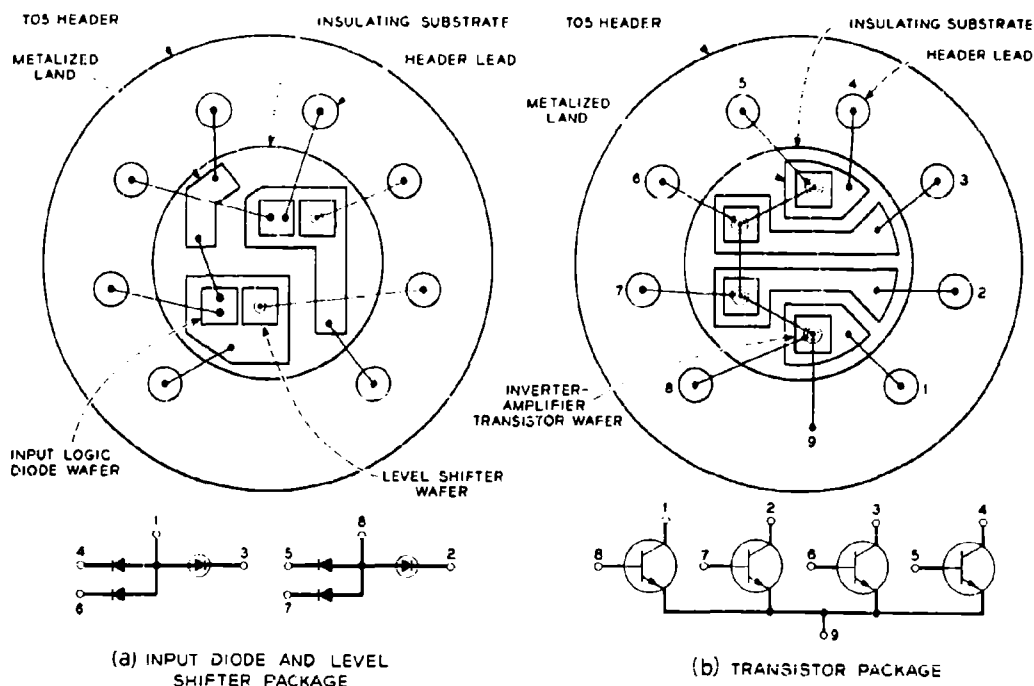 TO5 HEADER
INSULATING SUBSTRATE
METALIZED
LAND
HEADER LEAD
INPUT LOGIC
DIODE WAFER
LEVEL SHIFTER
WAFER
1
4
3
6
8
5
2
7
(a) INPUT DIODE AND LEVEL
SHIFTER PACKAGE
TO5 HEADER
INSULATING SUBSTRATE
HEADER LEAD
METALIZED
LAND
5
4
6
3
7
2
8
1
9
INVERTER-
AMPLIFIER
TRANSISTOR WAFER
1
2
3
4
8
7
6
5
9
(b) TRANSISTOR PACKAGE